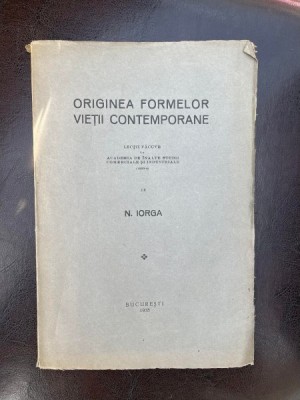 ORIGINEA FORMELOR
VIEȚII CONTEMPORANE
LECȚII FĂCUTE
LA
ACADEMIA DE ÎNALTE STUDII
COMERCIALE ȘI INDUSTRIALE
DE
N. IORGA
BUCUREȘTI